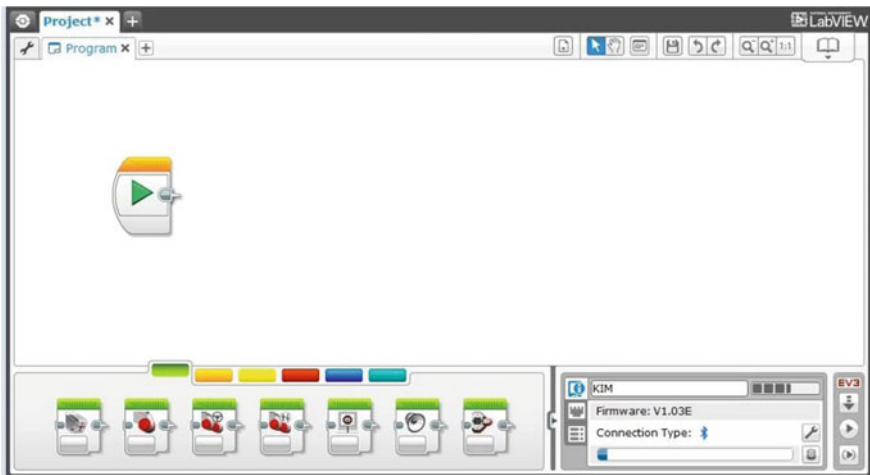 Project* × +
LabVIEW
Program × +
1:1
KIM
Firmware: V1.03E
Connection Type:
EV3